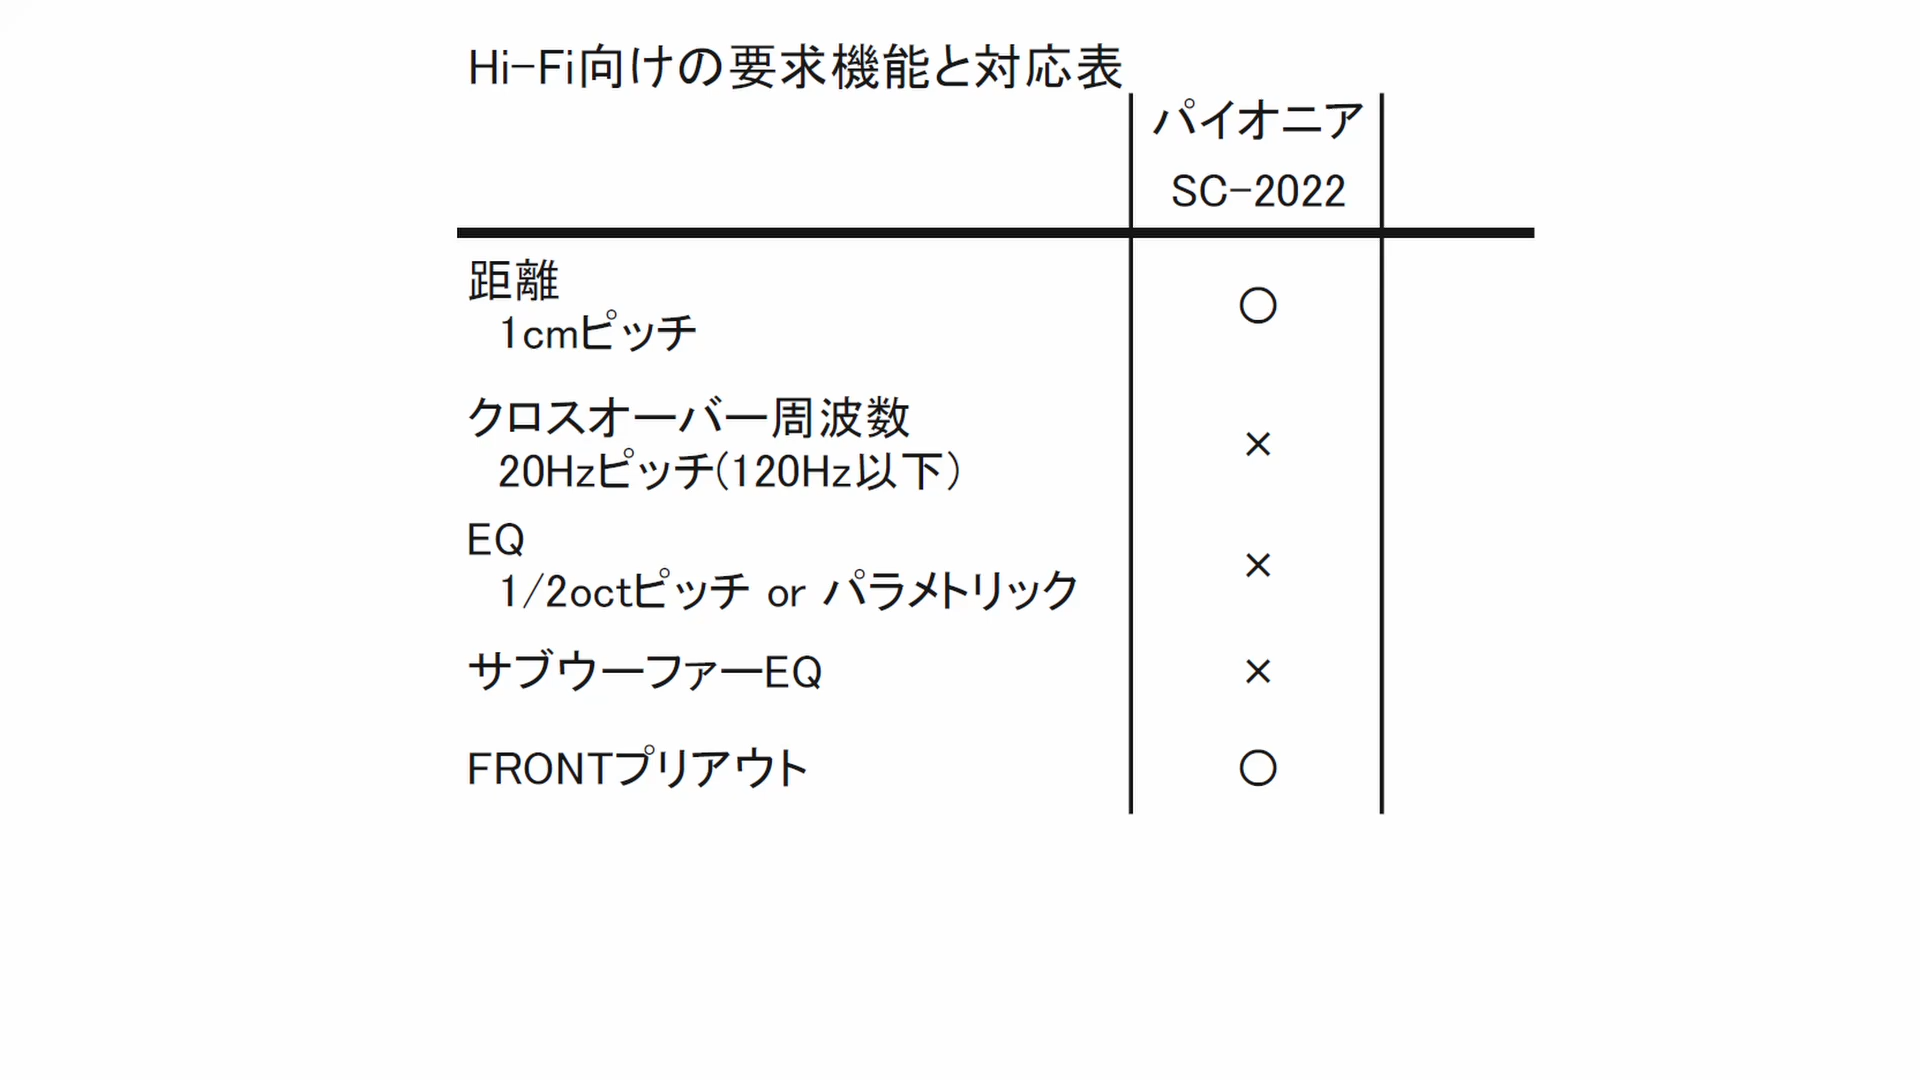 Hi-Fi向けの要求機能と対応表
パイオニア
SC-2022
距離
1cmピッチ
○
クロスオーバー周波数
20Hzピッチ(120Hz以下)
×
EQ
1/2octピッチ or パラメトリック
×
サブウーファーEQ
×
FRONTプリアウト
○